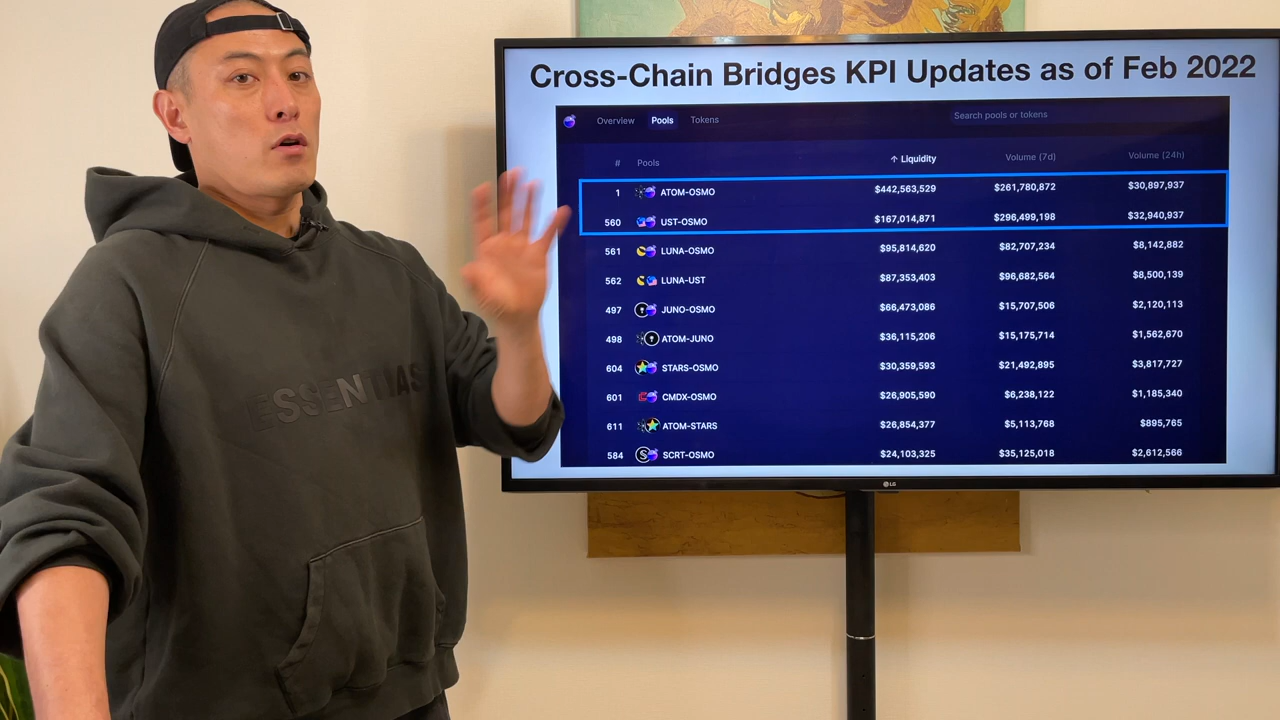 Cross-Chain Bridges KPI Updates as of Feb 2022
Overview Pools Tokens Search pools or tokens
# Pools ↑ Liquidity Volume (7d) Volume (24h)
1 ATOM-OSMO $442,563,529 $261,780,872 $30,897,937
560 UST-OSMO $167,014,871 $296,499,198 $32,940,937
561 LUNA-OSMO $95,814,620 $82,707,234 $8,142,882
562 LUNA-UST $87,353,403 $96,682,564 $8,500,139
497 JUNO-OSMO $66,473,086 $15,707,506 $2,120,113
498 ATOM-JUNO $36,115,206 $15,175,714 $1,562,670
604 STARS-OSMO $30,359,593 $21,492,895 $3,817,727
601 CMDX-OSMO $26,905,590 $6,238,122 $1,185,340
611 ATOM-STARS $26,854,377 $5,113,768 $895,765
584 SCRT-OSMO $24,103,325 $35,125,018 $2,612,566
LG